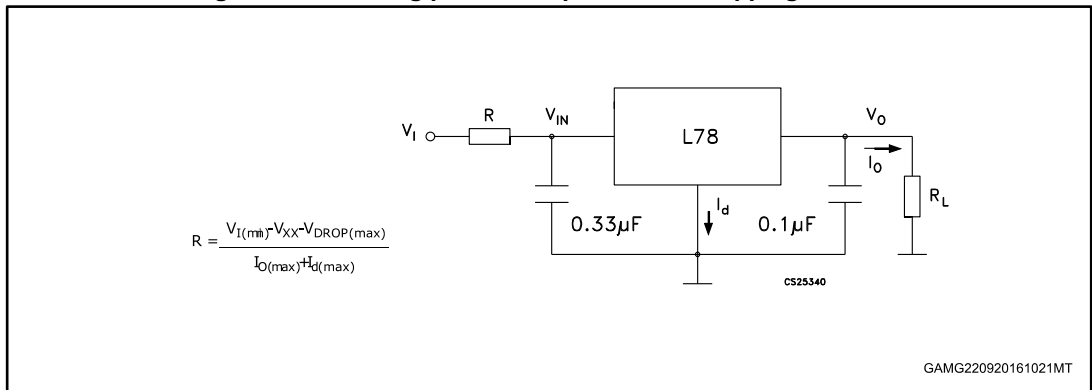 R
V_IN
V_I
L78
V_O
I_O
R_L
0.33µF
I_d
0.1µF
R = V_I(min)-V_XX-V_DROP(max)
I_O(max)+I_d(max)
CS25340
GAMG220920161021MT